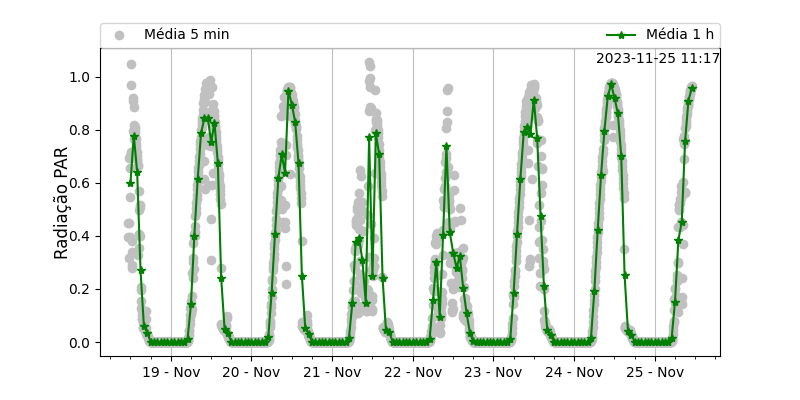 Média 5 min
Média 1 h
2023-11-25 11:17
Radiação PAR
1.0
0.8
0.6
0.4
0.2
0.0
19 - Nov
20 - Nov
21 - Nov
22 - Nov
23 - Nov
24 - Nov
25 - Nov